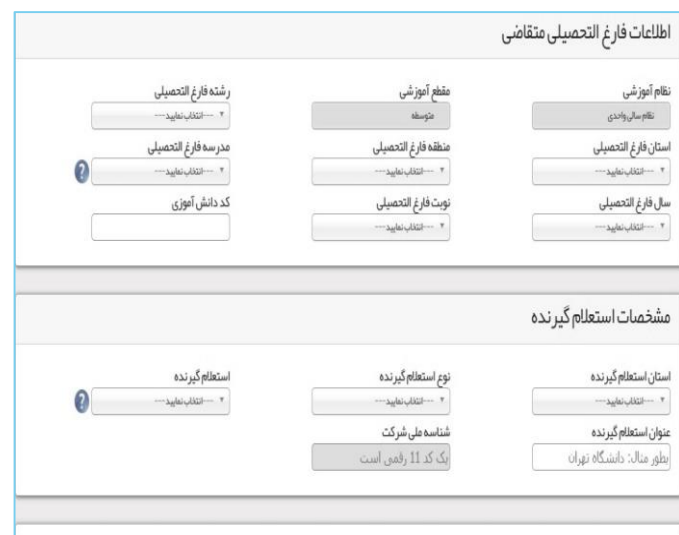 اطلاعات فارغ التحصیلی متقاضی
نظام آموزشی مقطع آموزشی رشته فارغ التحصیلی
نظام سالی واحدی متوسطه ----انتخاب نمایید----
استان فارغ التحصیلی منطقه فارغ التحصیلی مدرسه فارغ التحصیلی
----انتخاب نمایید---- ----انتخاب نمایید---- ----انتخاب نمایید---- ?
سال فارغ التحصیلی نوبت فارغ التحصیلی کد دانش آموزی
----انتخاب نمایید---- ----انتخاب نمایید----
مشخصات استعلام گیرنده
استان استعلام گیرنده نوع استعلام گیرنده استعلام گیرنده
----انتخاب نمایید---- ----انتخاب نمایید---- ----انتخاب نمایید---- ?
عنوان استعلام گیرنده شناسه ملی شرکت
بطور مثال: دانشگاه تهران یک کد 11 رقمی است